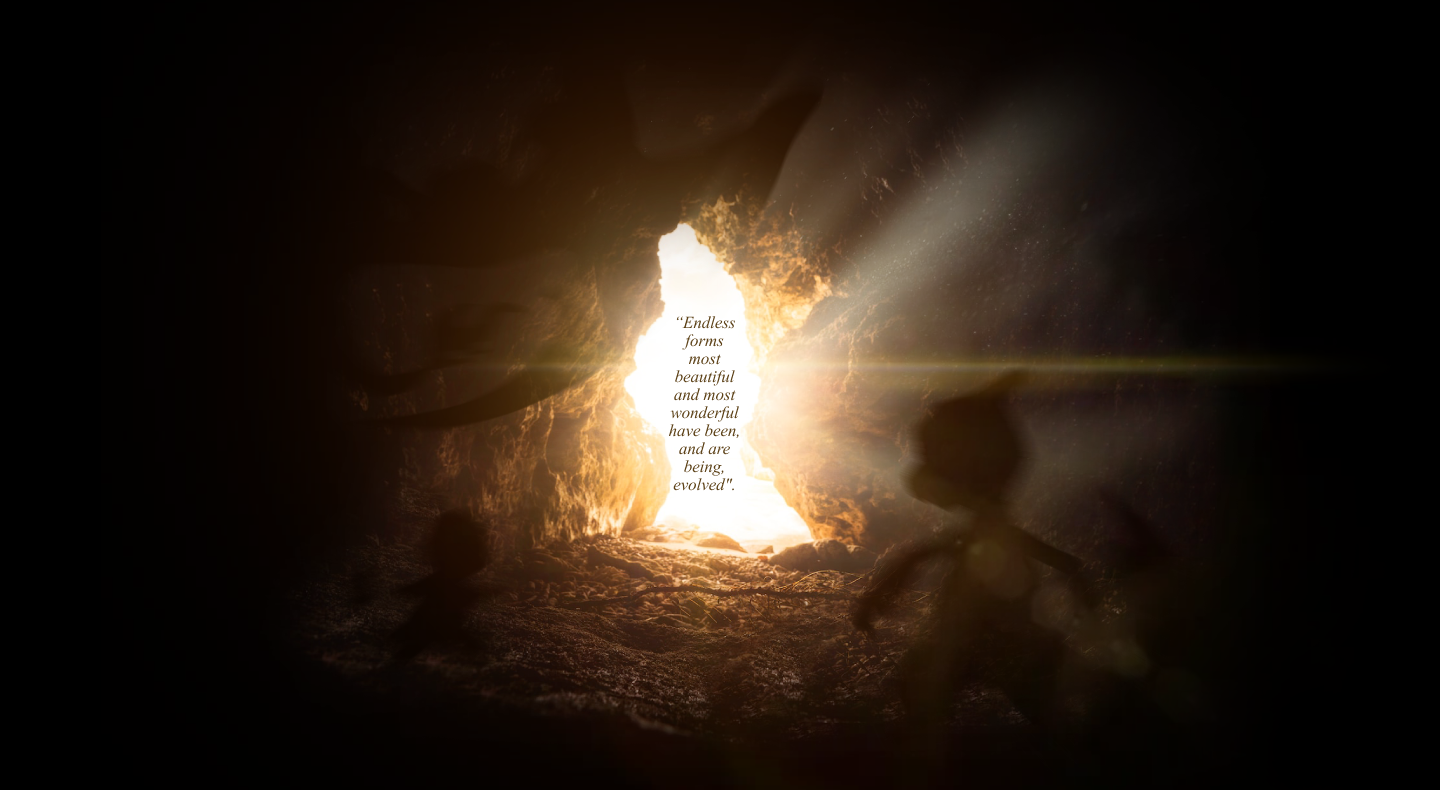 “Endless
forms
most
beautiful
and most
wonderful
have been,
and are
being,
evolved".